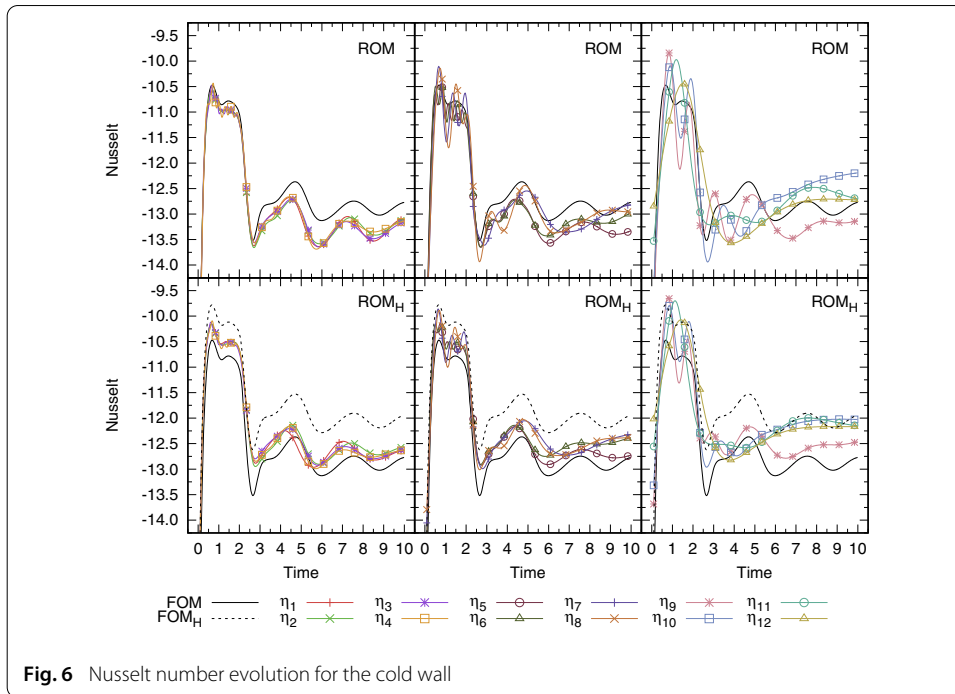 ROM ROM ROM
-9.5
-10.0
-10.5
-11.0
-11.5
-12.0
-12.5
-13.0
-13.5
-14.0
Nusselt
ROM_H ROM_H ROM_H
-9.5
-10.0
-10.5
-11.0
-11.5
-12.0
-12.5
-13.0
-13.5
-14.0
Nusselt
0 1 2 3 4 5 6 7 8 9 10 0 1 2 3 4 5 6 7 8 9 10 0 1 2 3 4 5 6 7 8 9 10
Time Time Time
FOM η1 η3 η5 η7 η9 η11
FOM_H η2 η4 η6 η8 η10 η12
Fig. 6 Nusselt number evolution for the cold wall